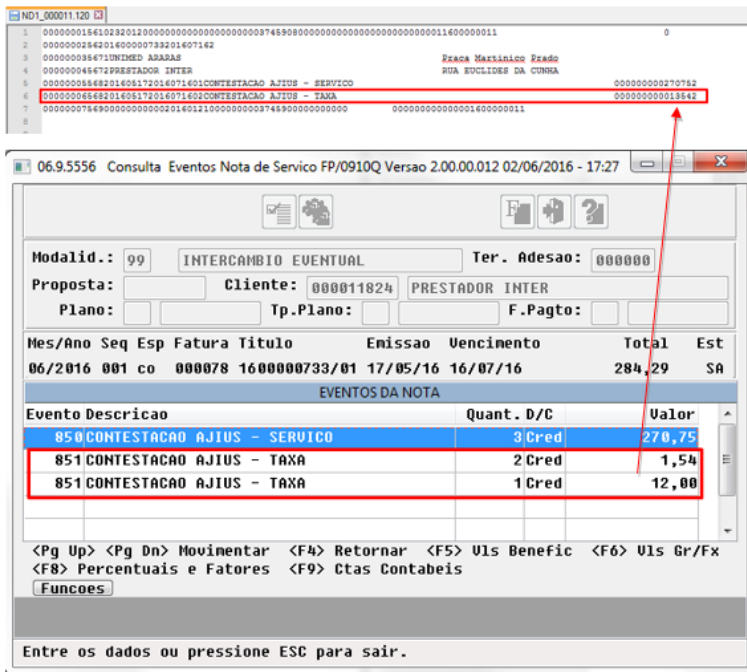 ND1_000011.120
1 00000001561023201200000000000000000000374590800000000000000000000000000011600000011 0
2 0000000256201600000733201607162
3 000000035671UNIMED ARARAS Praca Martinico Prado
4 000000045672PRESTADOR INTER RUA EUCLIDES DA CUNHA
5 0000000556820160517201607160 1CONTESTACAO AJIUS - SERVICO 000000000270752
6 00000006568201605172016071602CONTESTACAO AJIUS - TAXA 000000000013542
7
8
06.9.5556 Consulta Eventos Nota de Servico FP/0910Q Versao 2.00.00.012 02/06/2016 - 17:27
Modalid.: 99 INTERCAMBIO EVENTUAL Ter. Adesao: 000000
Proposta: Cliente: 000011824 PRESTADOR INTER
Plano: Tp.Plano: F.Pagto:
Mes/Ano Seq Esp Fatura Titulo Emissao Vencimento Total Est
06/2016 001 co 000078 1600000733/01 17/05/16 16/07/16 284,29 SA
EVENTOS DA NOTA
Evento Descricao Quant. D/C Valor
850 CONTESTACAO AJIUS - SERVICO 3 Cred 270,75
851 CONTESTACAO AJIUS - TAXA 2 Cred 1,54
851 CONTESTACAO AJIUS - TAXA 1 Cred 12,00
<Pg Up> <Pg Dn> Movimentar <F4> Retornar <F5> Vls Benefic <F6> Vls Gr/Fx
<F8> Percentuais e Fatores <F9> Ctas Contabeis
Funcoes
Entre os dados ou pressione ESC para sair.